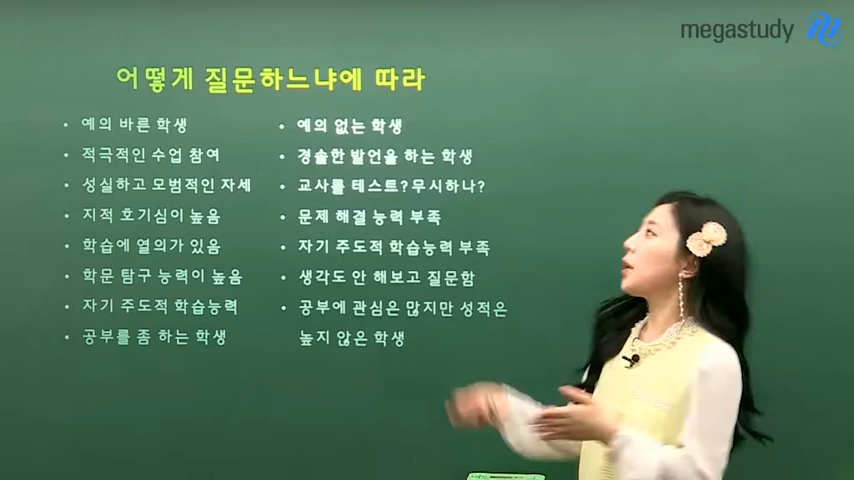 megastudy
어떻게 질문하느냐에 따라
• 예의 바른 학생
• 적극적인 수업 참여
• 성실하고 모범적인 자세
• 지적 호기심이 높음
• 학습에 열의가 있음
• 학문 탐구 능력이 높음
• 자기 주도적 학습능력
• 공부를 좀 하는 학생
• 예의 없는 학생
• 경솔한 발언을 하는 학생
• 교사를 테스트?무시하나?
• 문제 해결 능력 부족
• 자기 주도적 학습능력 부족
• 생각도 안 해보고 질문함
• 공부에 관심은 많지만 성적은
높지 않은 학생